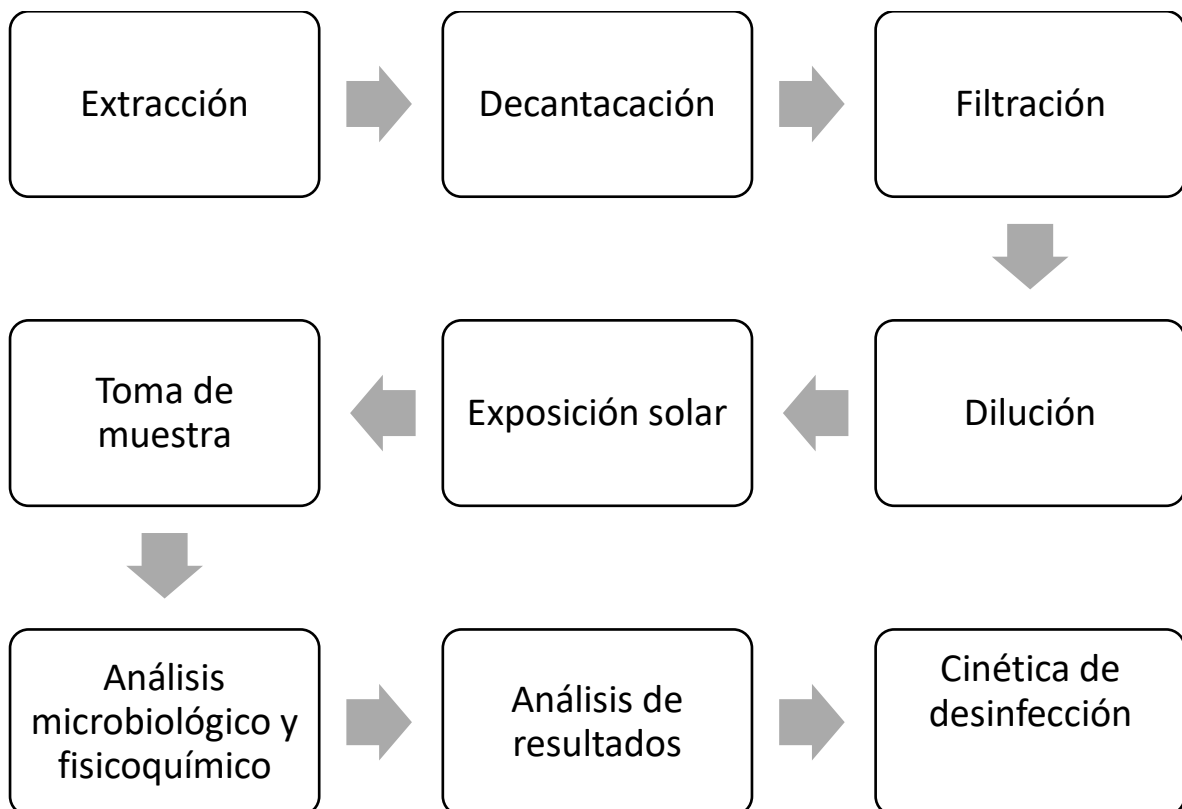 Extracción
Decantacación
Filtración
Dilución
Exposición solar
Toma de
muestra
Análisis
microbiológico y
fisicoquímico
Análisis de
resultados
Cinética de
desinfección